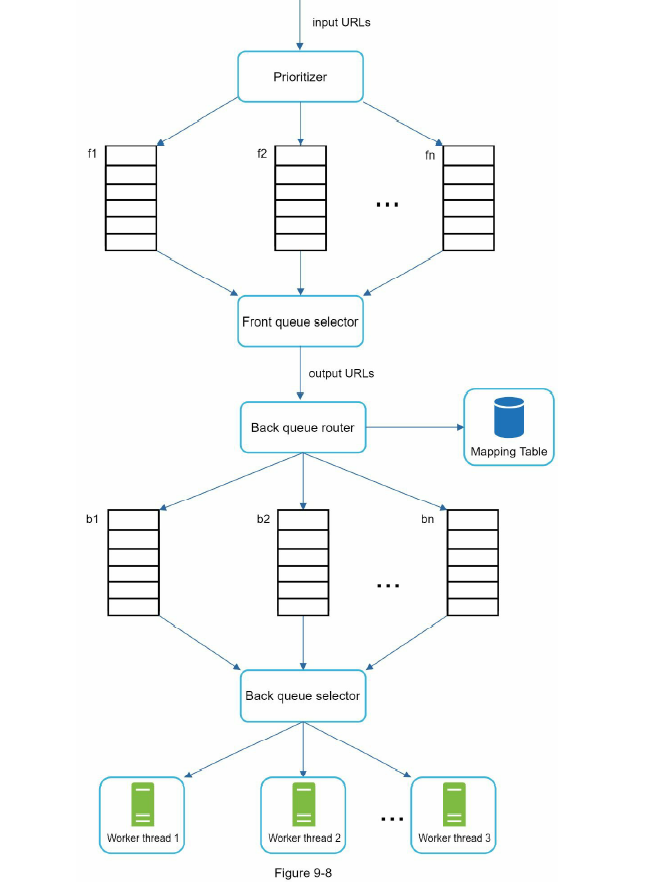 input URLs
Prioritizer
f1
f2
fn
...
Front queue selector
output URLs
Back queue router
Mapping Table
b1
b2
bn
...
Back queue selector
...
Worker thread 1
Worker thread 2
Worker thread 3
Figure 9-8